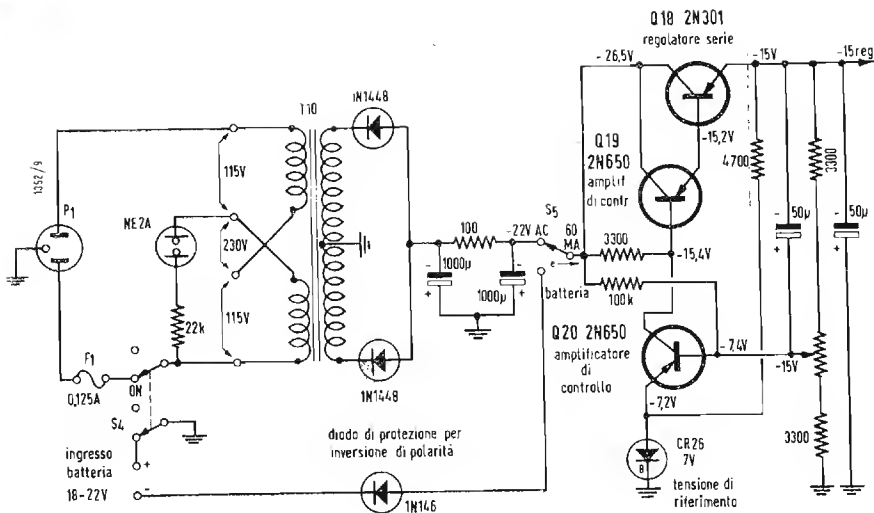 Q18 2N301
regolatore serie
- 26,5V
-15V
-15 reg
1N1448
T10
-15,2V
Q19
2N650
amplif
di contr
4700
3300
1352/9
115V
P1
NE2A
230V
S5
-22V AC
60
MA
e
100
3300
-15,4V
-
50µ
+
-
50µ
+
-
1000µ
+
-
1000µ
+
batteria
100k
115V
22k
Q20 2N650
amplificatore
di controllo
-7,4V
-15V
F1
0,125A
ON
-7,2V
1N1448
3300
S4
diodo di protezione per
inversione di polarità
CR26
7V
B
ingresso
batteria
+
18-22V
-
1N146
tensione di
riferimento